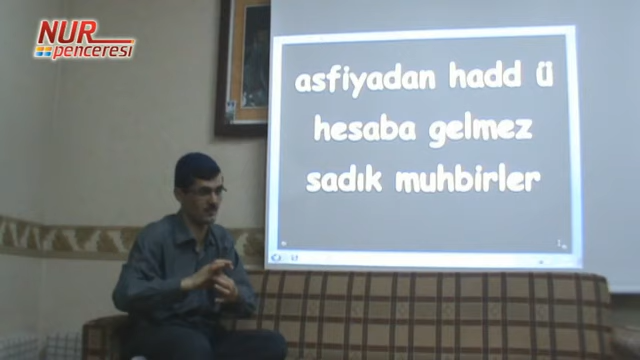 NUR
penceresi
asfiyadan hadd ü
hesaba gelmez
sadık muhbirler